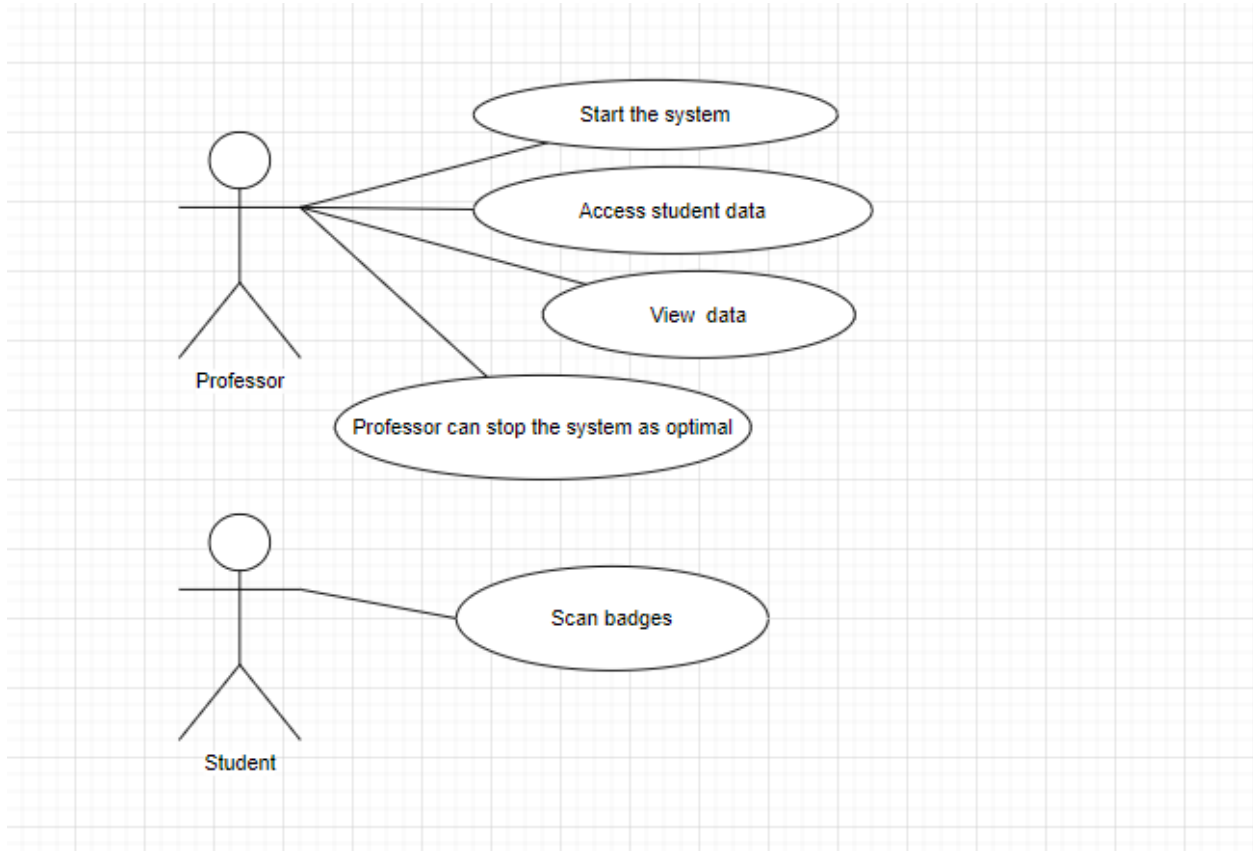 Start the system
Access student data
View  data
Professor
Professor can stop the system as optimal
Scan badges
Student